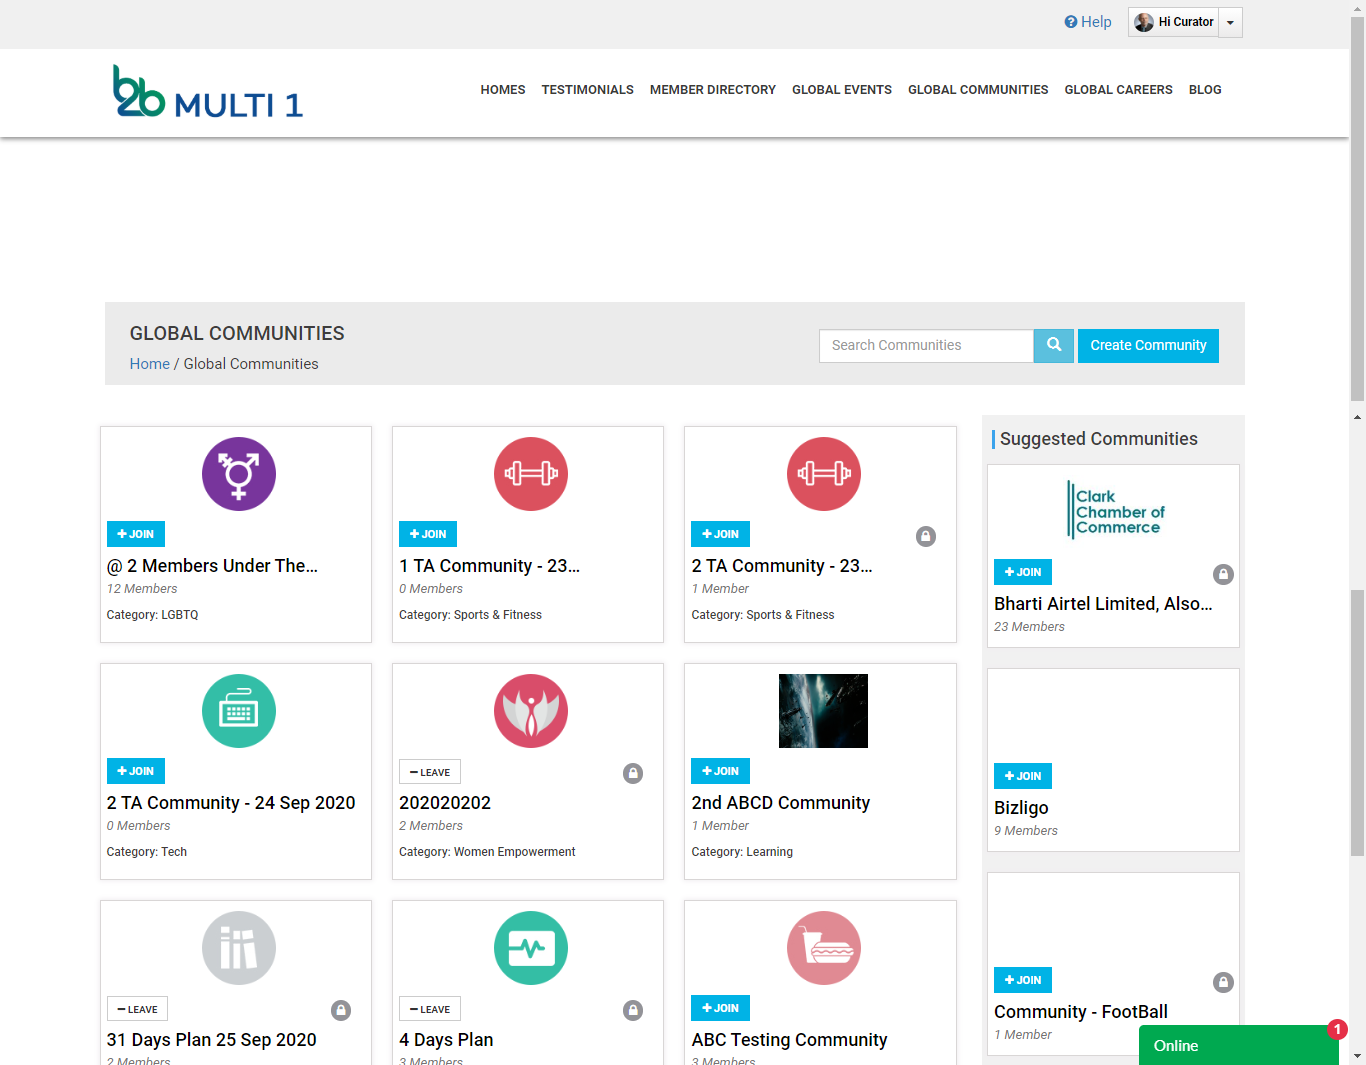 Help
Hi Curator
b2b MULTI 1
HOMES TESTIMONIALS MEMBER DIRECTORY GLOBAL EVENTS GLOBAL COMMUNITIES GLOBAL CAREERS BLOG
GLOBAL COMMUNITIES
Home / Global Communities
Search Communities
Create Community
JOIN
@ 2 Members Under The...
12 Members
Category: LGBTQ
JOIN
1 TA Community - 23...
0 Members
Category: Sports & Fitness
JOIN
2 TA Community - 23...
1 Member
Category: Sports & Fitness
JOIN
2 TA Community - 24 Sep 2020
0 Members
Category: Tech
LEAVE
202020202
2 Members
Category: Women Empowerment
JOIN
2nd ABCD Community
1 Member
Category: Learning
LEAVE
31 Days Plan 25 Sep 2020
2 Members
LEAVE
4 Days Plan
3 Members
JOIN
ABC Testing Community
3 Members
Suggested Communities
Clark
Chamber of
Commerce
JOIN
Bharti Airtel Limited, Also...
23 Members
JOIN
Bizligo
9 Members
JOIN
Community - FootBall
1 Member
Online
1